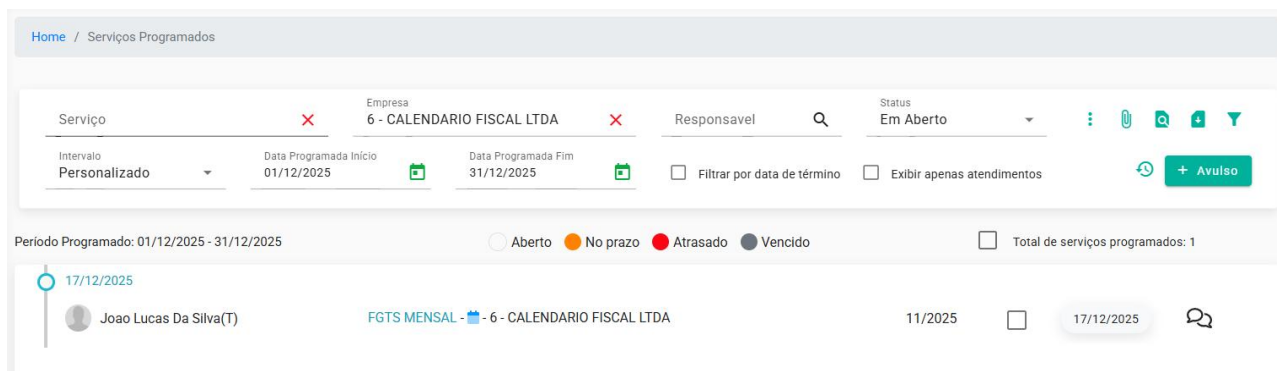 Home / Serviços Programados
Serviço
Empresa
6 - CALENDARIO FISCAL LTDA
Responsavel
Status
Em Aberto
Intervalo
Personalizado
Data Programada Início
01/12/2025
Data Programada Fim
31/12/2025
Filtrar por data de término
Exibir apenas atendimentos
+ Avulso
Período Programado: 01/12/2025 - 31/12/2025
Aberto No prazo Atrasado Vencido
Total de serviços programados: 1
17/12/2025
Joao Lucas Da Silva(T) FGTS MENSAL - - 6 - CALENDARIO FISCAL LTDA 11/2025 17/12/2025